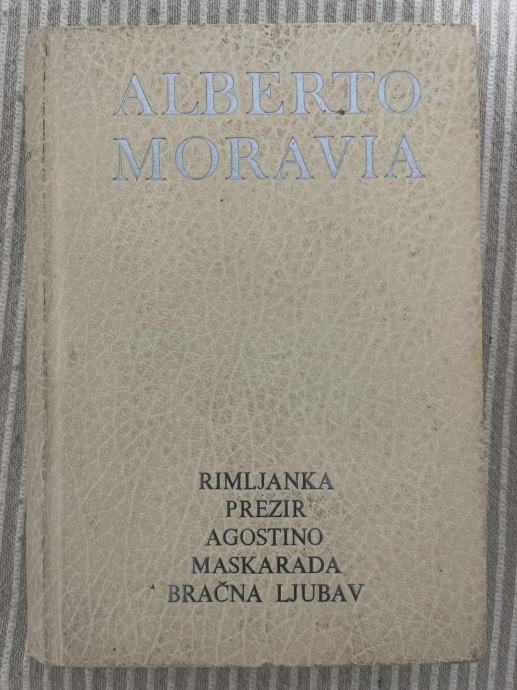 ALBERTO
MORAVIA
RIMLJANKA
PREZIR
AGOSTINO
MASKARADA
BRAČNA LJUBAV